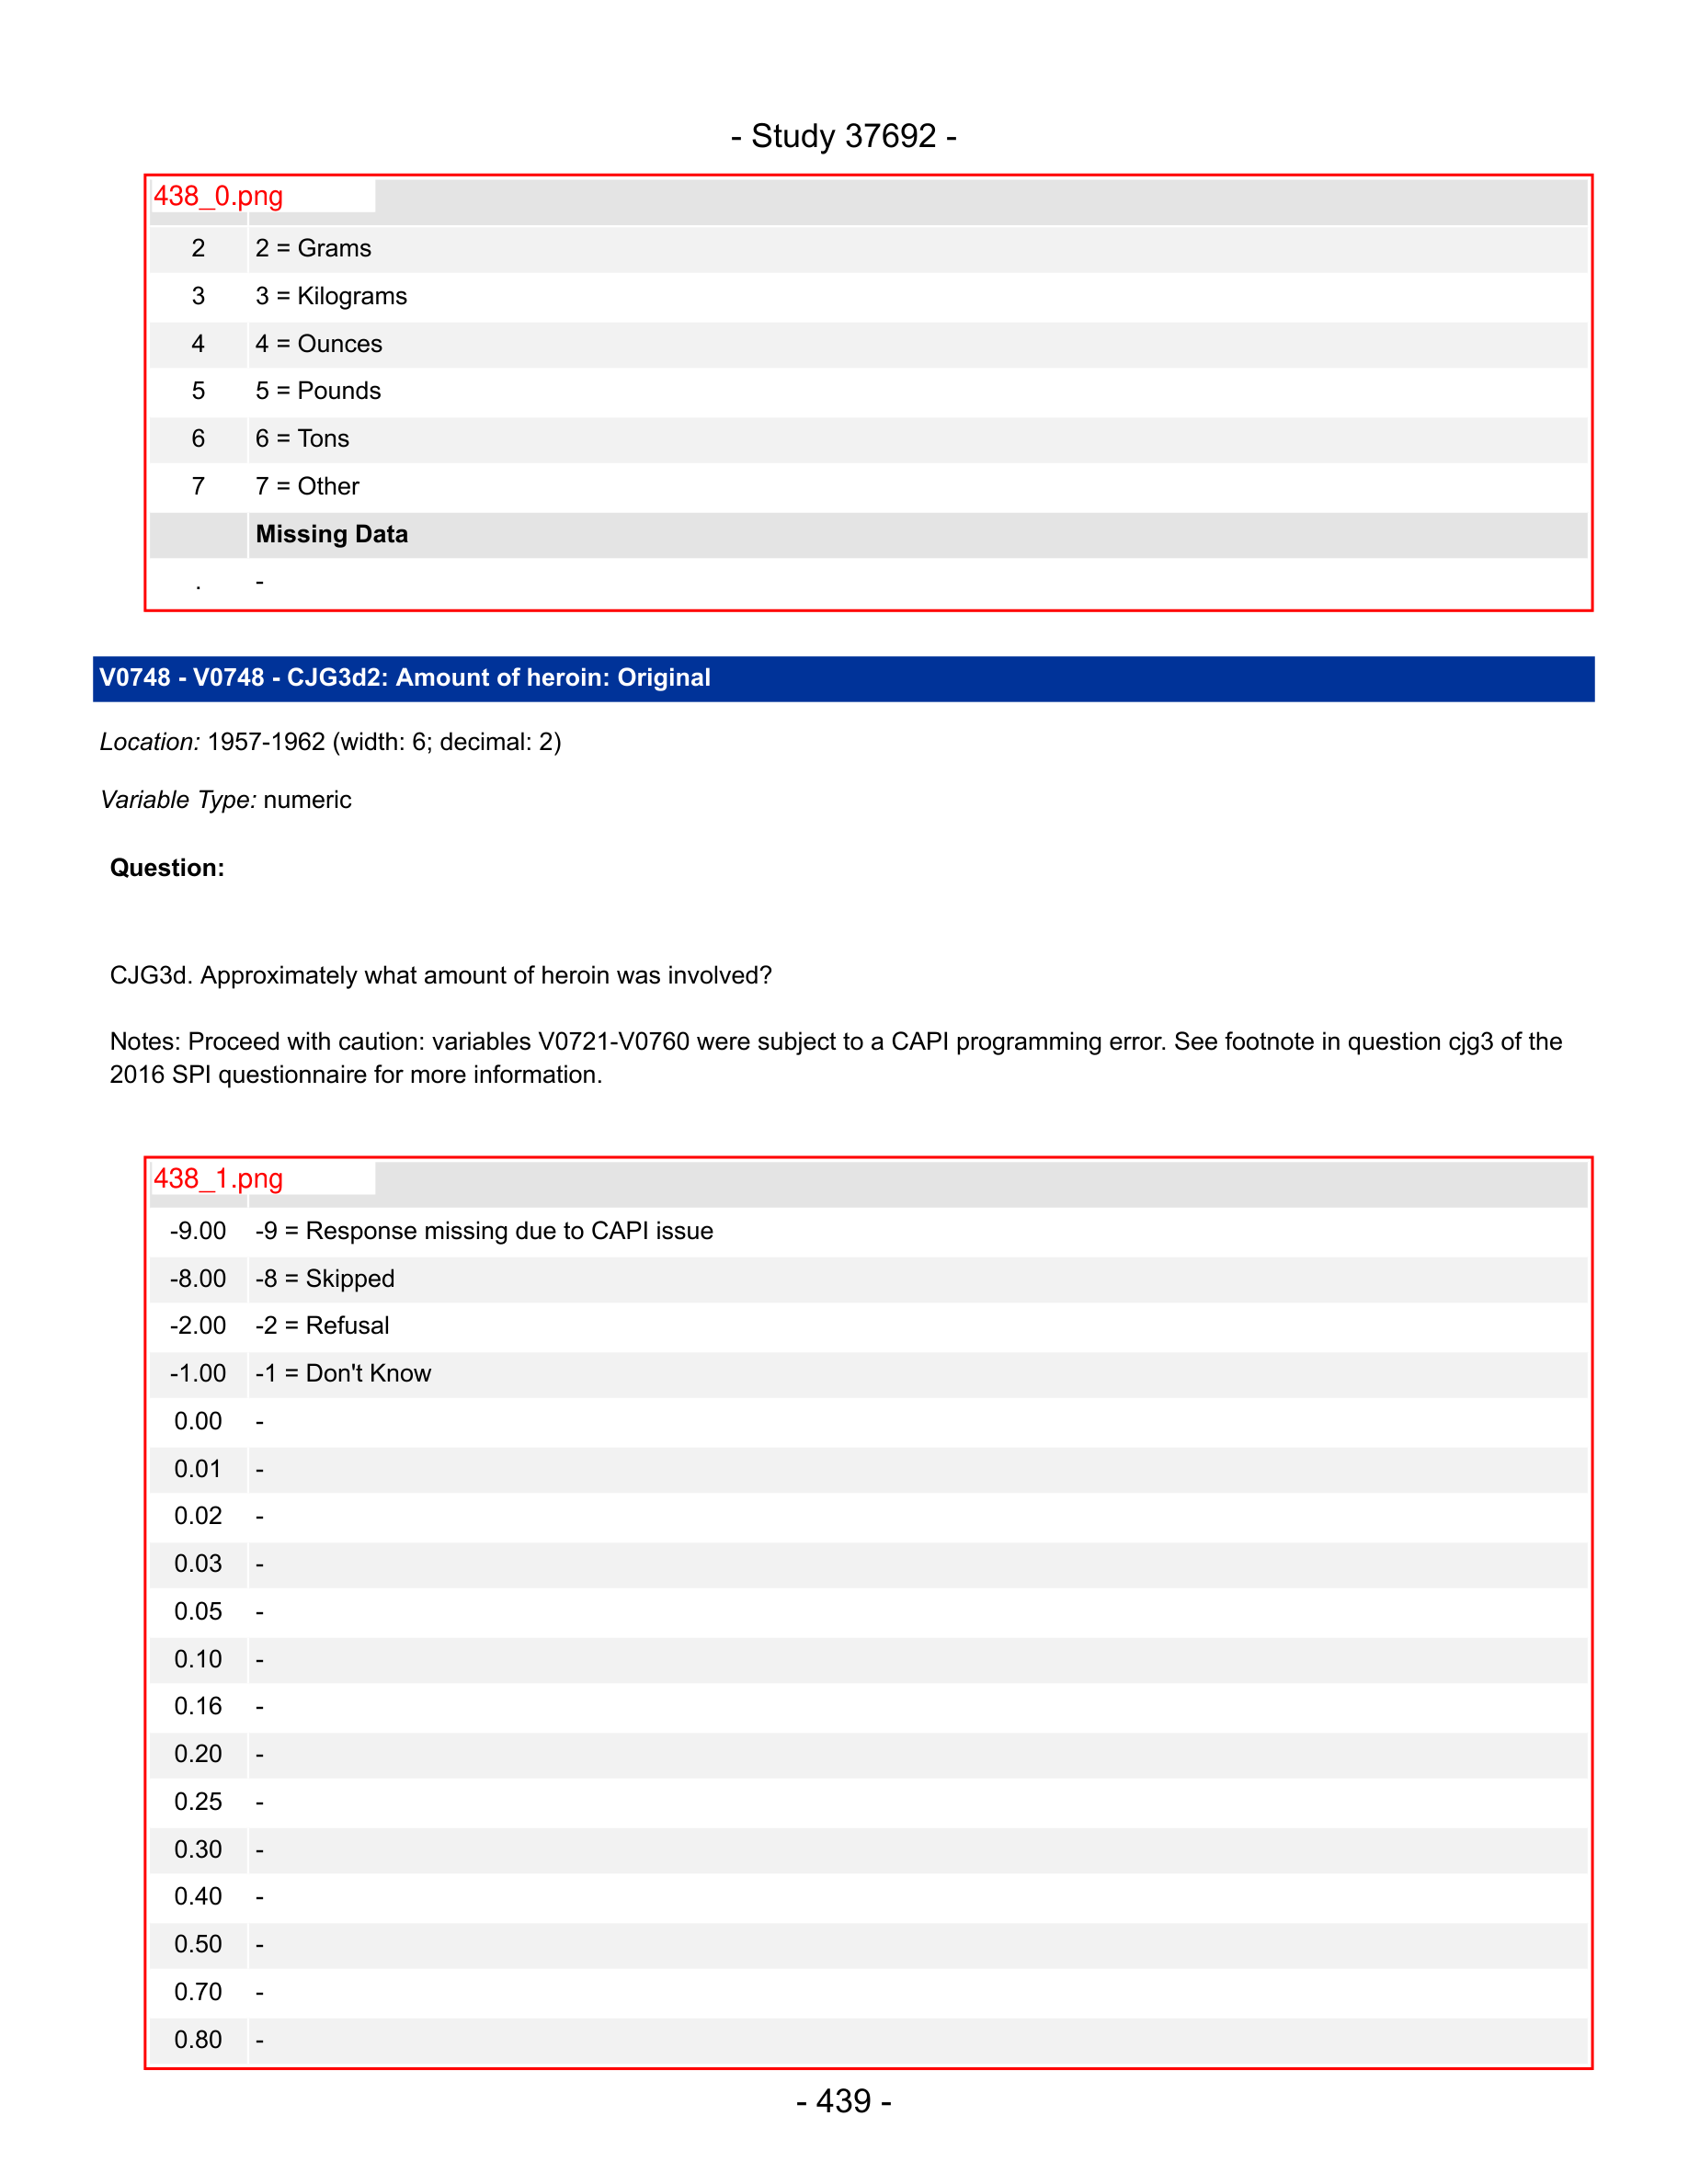 - Study 37692 -
438_0.png
2 2 = Grams
3 3 = Kilograms
4 4 = Ounces
5 5 = Pounds
6 6 = Tons
7 7 = Other
Missing Data
. -
V0748 - V0748 - CJG3d2: Amount of heroin: Original
Location: 1957-1962 (width: 6; decimal: 2)
Variable Type: numeric
Question:
CJG3d. Approximately what amount of heroin was involved?
Notes: Proceed with caution: variables V0721-V0760 were subject to a CAPI programming error. See footnote in question cjg3 of the
2016 SPI questionnaire for more information.
438_1.png
-9.00 -9 = Response missing due to CAPI issue
-8.00 -8 = Skipped
-2.00 -2 = Refusal
-1.00 -1 = Don't Know
0.00 -
0.01 -
0.02 -
0.03 -
0.05 -
0.10 -
0.16 -
0.20 -
0.25 -
0.30 -
0.40 -
0.50 -
0.70 -
0.80 -
- 439 -